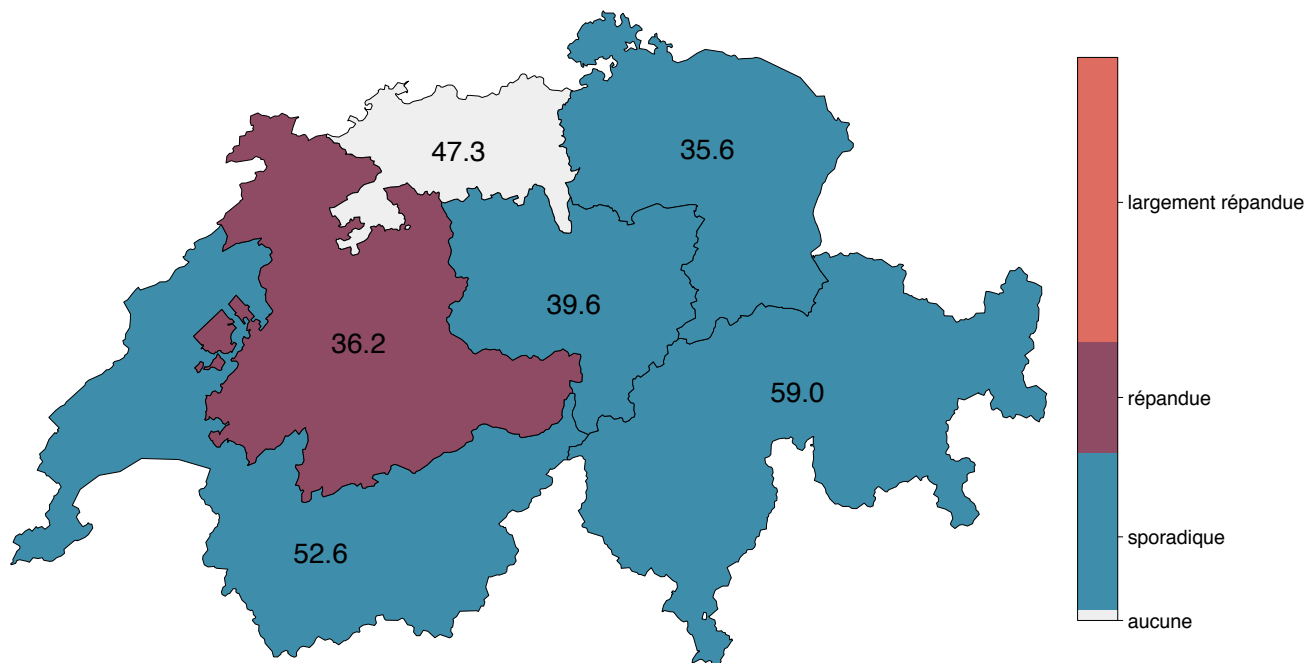 47.3
35.6
39.6
36.2
59.0
52.6
largement répandue
répandue
sporadique
aucune